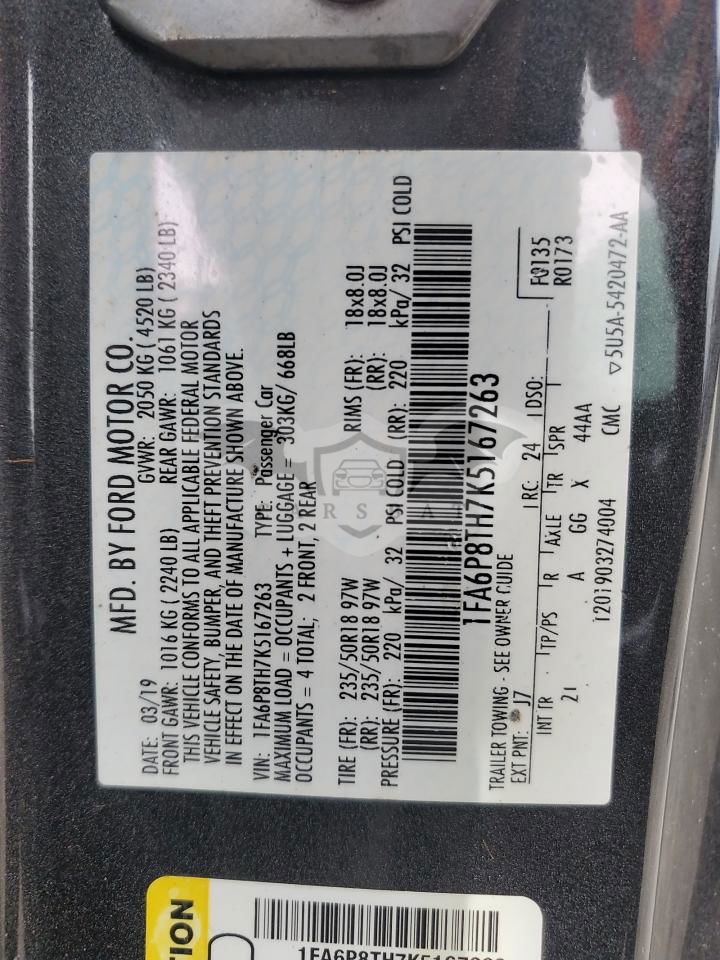 MFD. BY FORD MOTOR CO.
DATE: 03/19 GVWR: 2050 KG ( 4520 LB)
FRONT GAWR: 1016 KG ( 2240 LB) REAR GAWR: 1061 KG ( 2340 LB)
THIS VEHICLE CONFORMS TO ALL APPLICABLE FEDERAL MOTOR
VEHICLE SAFETY, BUMPER, AND THEFT PREVENTION STANDARDS
IN EFFECT ON THE DATE OF MANUFACTURE SHOWN ABOVE.
VIN: 1FA6P8TH7K5167263 TYPE: Passenger Car
MAXIMUM LOAD = OCCUPANTS + LUGGAGE = 303KG/ 668LB
OCCUPANTS = 4 TOTAL; 2 FRONT, 2 REAR
TIRE (FR): 235/50R18 97W RIMS (FR): 18x8.0J
(RR): 235/50R18 97W (RR): 18x8.0J
PRESSURE (FR): 220 kPa/ 32 PSI COLD (RR): 220 kPa/ 32 PSI COLD
1FA6P8TH7K5167263
TRAILER TOWING - SEE OWNER GUIDE
EXT PNT: J7 RC: 24 DSO:
F0135
R0173
INT TR TP/PS R AXLE TR SPR
2 A GG X 44AA
1201903274004 CMC
▽5U5A-5420472-AA